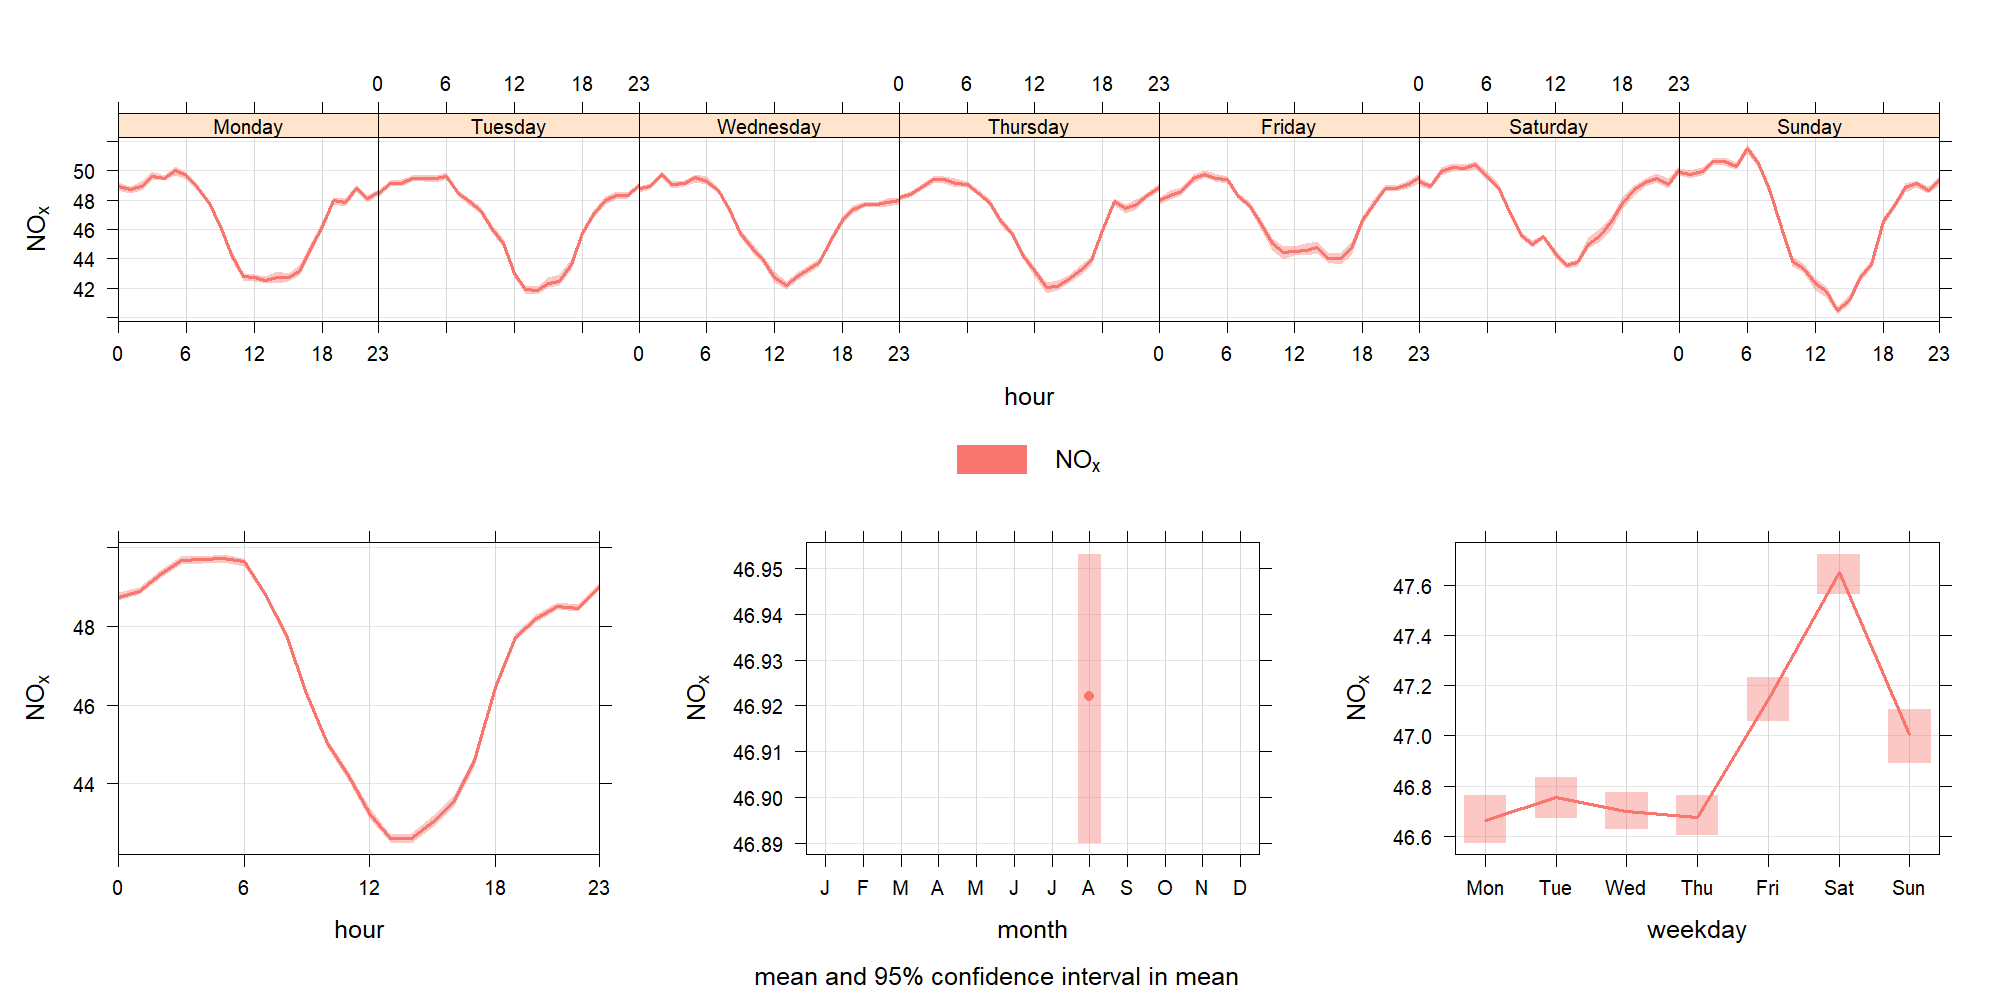 0 6 12 18 23 0 6 12 18 23 0 6 12 18 23
Monday Tuesday Wednesday Thursday Friday Saturday Sunday
NOx
50
48
46
44
42
0 6 12 18 23 0 6 12 18 23 0 6 12 18 23 0 6 12 18 23
hour
NOx
NOx
48
46
44
0 6 12 18 23
hour
NOx
46.95
46.94
46.93
46.92
46.91
46.90
46.89
J F M A M J J A S O N D
month
NOx
47.6
47.4
47.2
47.0
46.8
46.6
Mon Tue Wed Thu Fri Sat Sun
weekday
mean and 95% confidence interval in mean